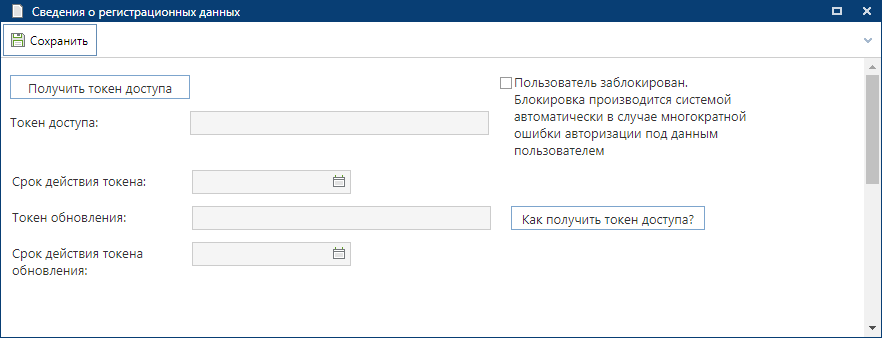 Сведения о регистрационных данных
Сохранить
Получить токен доступа
Пользователь заблокирован.
Блокировка производится системой
автоматически в случае многократной
ошибки авторизации под данным
пользователем
Токен доступа:
Срок действия токена:
Токен обновления:
Как получить токен доступа?
Срок действия токена
обновления: